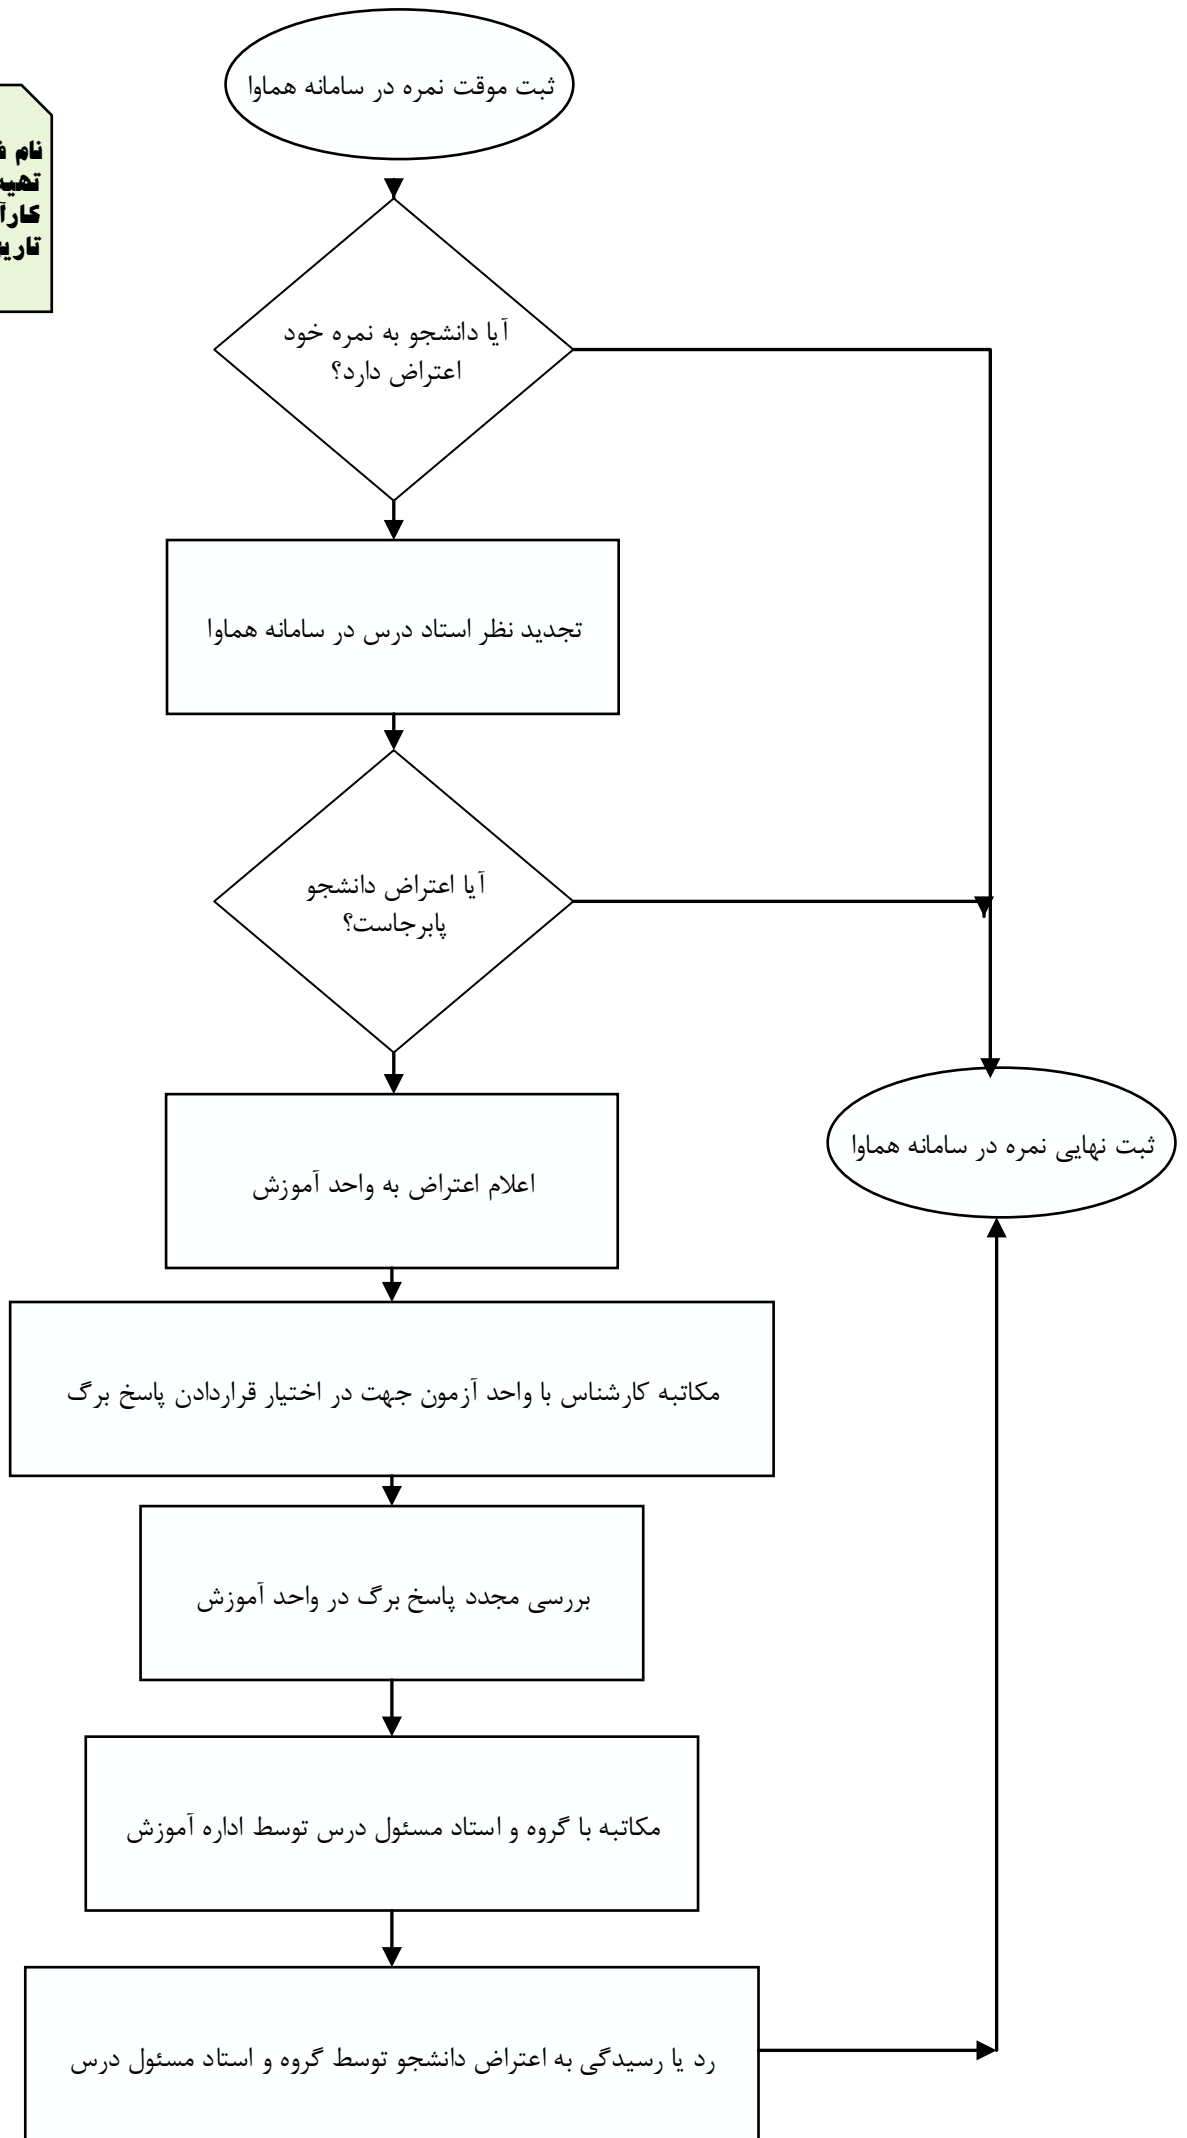 ثبت موقت نمره در سامانه هماوا
نام
آیا دانشجو به نمره خود
اعتراض دارد؟
تجدید نظر استاد درس در سامانه هماوا
آیا اعتراض دانشجو
پابرجاست؟
ثبت نهایی نمره در سامانه هماوا
اعلام اعتراض به واحد آموزش
مکاتبه کارشناس با واحد آزمون جهت در اختیار قراردادن پاسخ برگ
بررسی مجدد پاسخ برگ در واحد آموزش
مکاتبه با گروه و استاد مسئول درس توسط اداره آموزش
رد یا رسیدگی به اعتراض دانشجو توسط گروه و استاد مسئول درس